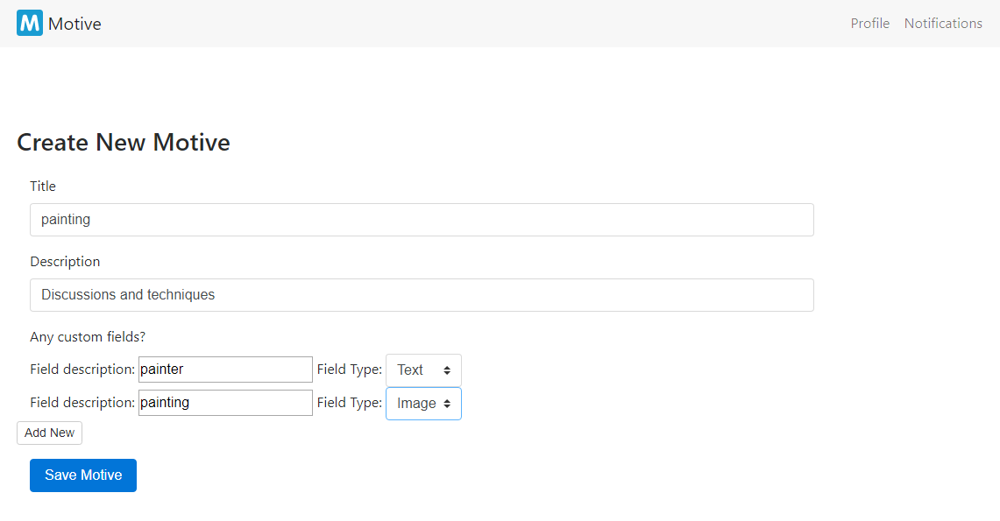 M Motive Profile Notifications
Create New Motive
Title
painting
Description
Discussions and techniques
Any custom fields?
Field description: painter Field Type: Text
Field description: painting Field Type: Image
Add New
Save Motive